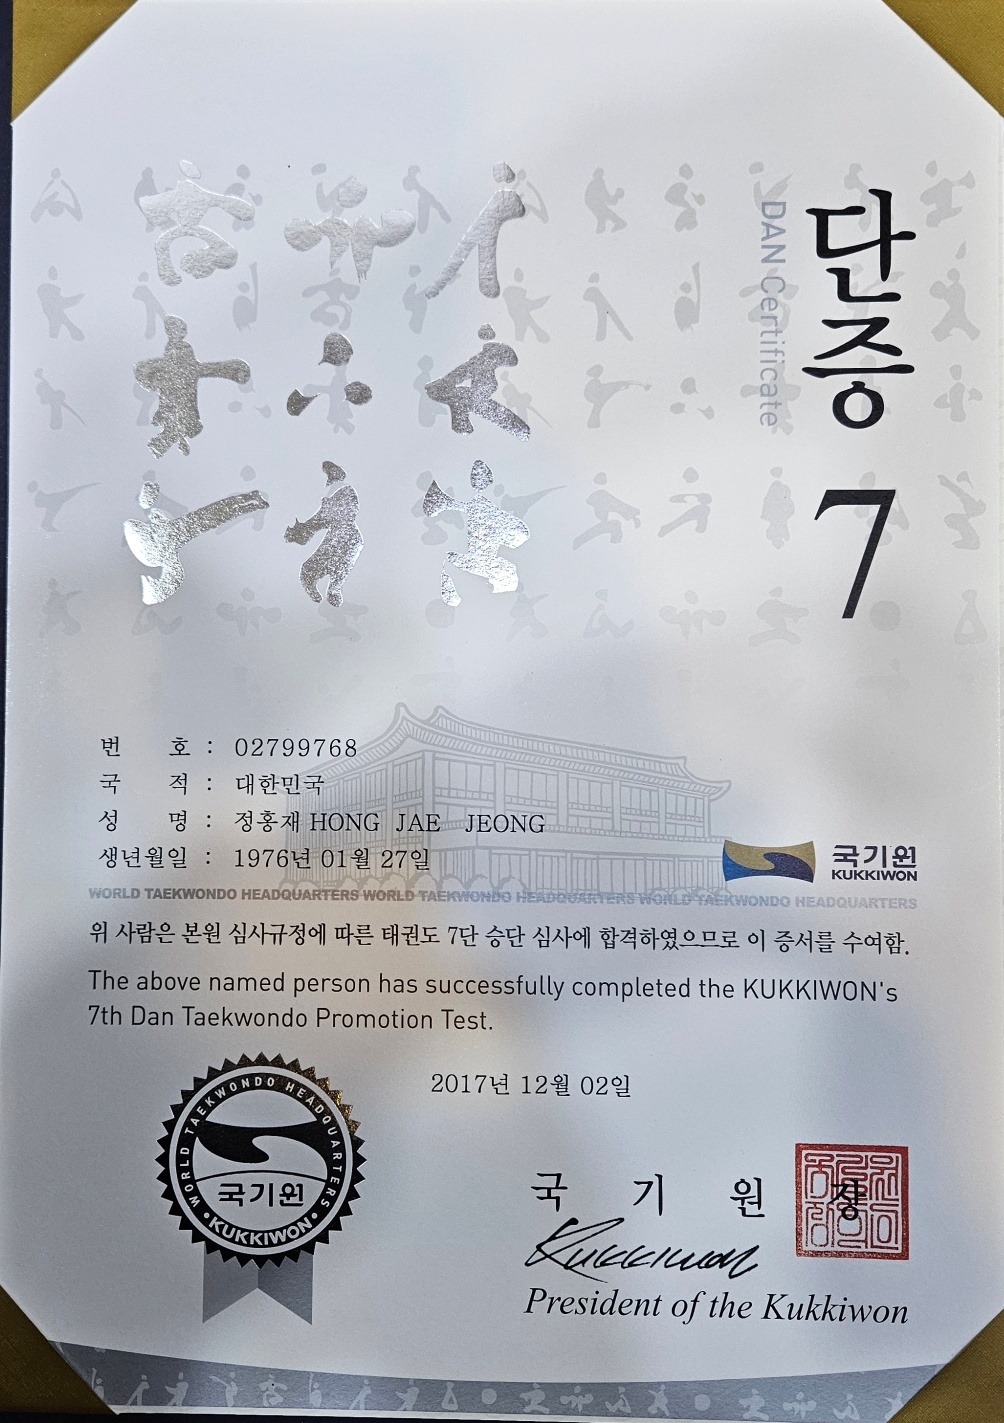 단증
DAN Certificate
7
번 호 : 02799768
국 적 : 대한민국
성 명 : 정홍재 HONG JAE JEONG
생년월일 : 1976년 01월 27일
국기원
KUKKIWON
WORLD TAEKWONDO HEADQUARTERS WORLD TAEKWONDO HEADQUARTERS WORLD TAEKWONDO HEADQUARTERS
위 사람은 본원 심사규정에 따른 태권도 7단 승단 심사에 합격하였으므로 이 증서를 수여함.
The above named person has successfully completed the KUKKIWON's
7th Dan Taekwondo Promotion Test.
2017년 12월 02일
WORLD TAEKWONDO HEADQUARTERS
국기원
KUKKIWON
국 기 원 장
Kukkiwon
President of the Kukkiwon